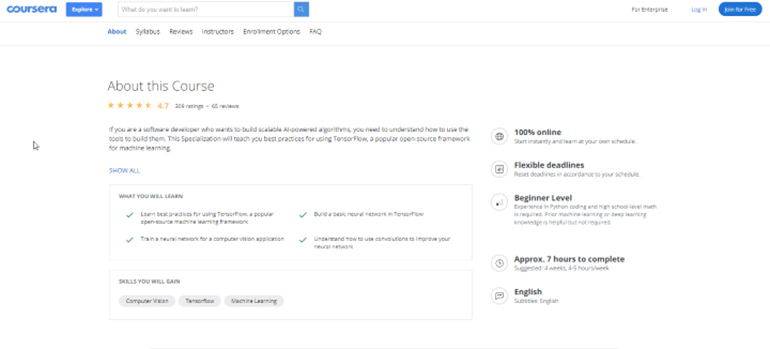 coursera
Explore
What do you want to learn?
For Enterprise
Log In
Join for Free
About
Syllabus
Reviews
Instructors
Enrollment Options
FAQ
About this Course
4.7 309 ratings • 65 reviews
If you are a software developer who wants to build scalable AI-powered algorithms, you need to understand how to use the
tools to build them. This Specialization will teach you best practices for using TensorFlow, a popular open-source framework
for machine learning.
SHOW ALL
WHAT YOU WILL LEARN
Learn best practices for using TensorFlow, a popular
open-source machine learning framework
Build a basic neural network in TensorFlow
Train a neural network for a computer vision application
Understand how to use convolutions to improve your
neural network
SKILLS YOU WILL GAIN
Computer Vision
Tensorflow
Machine Learning
100% online
Start instantly and learn at your own schedule.
Flexible deadlines
Reset deadlines in accordance to your schedule.
Beginner Level
Experience in Python coding and high school-level math
is required. Prior machine learning or deep learning
knowledge is helpful but not required.
Approx. 7 hours to complete
Suggested: 4 weeks, 4-5 hours/week
English
Subtitles: English